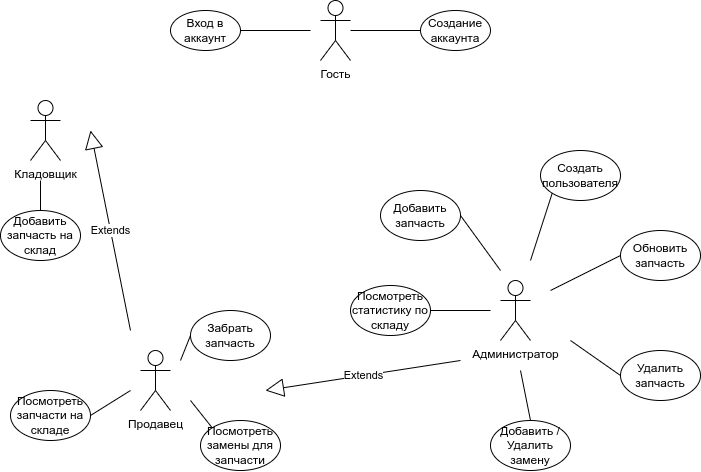 Вход в
аккаунт
Создание
аккаунта
Гость
Кладовщик
Добавить
запчасть на
склад
Extends
Создать
пользователя
Добавить
запчасть
Обновить
запчасть
Посмотреть
статистику по
складу
Администратор
Забрать
запчасть
Extends
Удалить
запчасть
Посмотреть
запчасти на
складе
Продавец
Посмотреть
замены для
запчасти
Добавить /
Удалить
замену